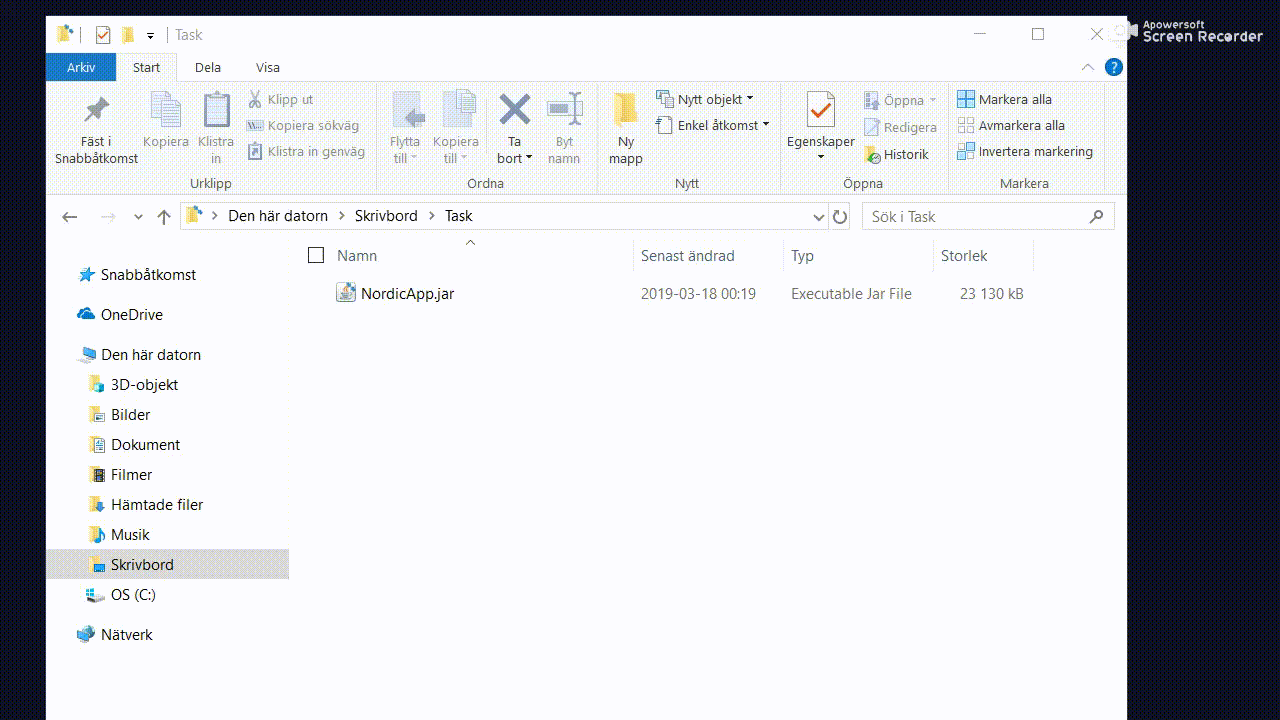 Task
Apowersoft
Screen Recorder
Arkiv
Start
Dela
Visa
?
Fäst i
Snabbåtkomst
Kopiera
Klistra
in
Klipp ut
Kopiera sökväg
Klistra in genväg
Urklipp
Flytta
till
Kopiera
till
Ta
bort
Byt
namn
Ordna
Ny
mapp
Nytt objekt
Enkel åtkomst
Nytt
Egenskaper
Öppna
Redigera
Historik
Öppna
Markera alla
Avmarkera alla
Invertera markering
Markera
Den här datorn
Skrivbord
Task
Sök i Task
Namn
Senast ändrad
Typ
Storlek
NordicApp.jar
2019-03-18 00:19
Executable Jar File
23 130 kB
Snabbåtkomst
OneDrive
Den här datorn
3D-objekt
Bilder
Dokument
Filmer
Hämtade filer
Musik
Skrivbord
OS (C:)
Nätverk